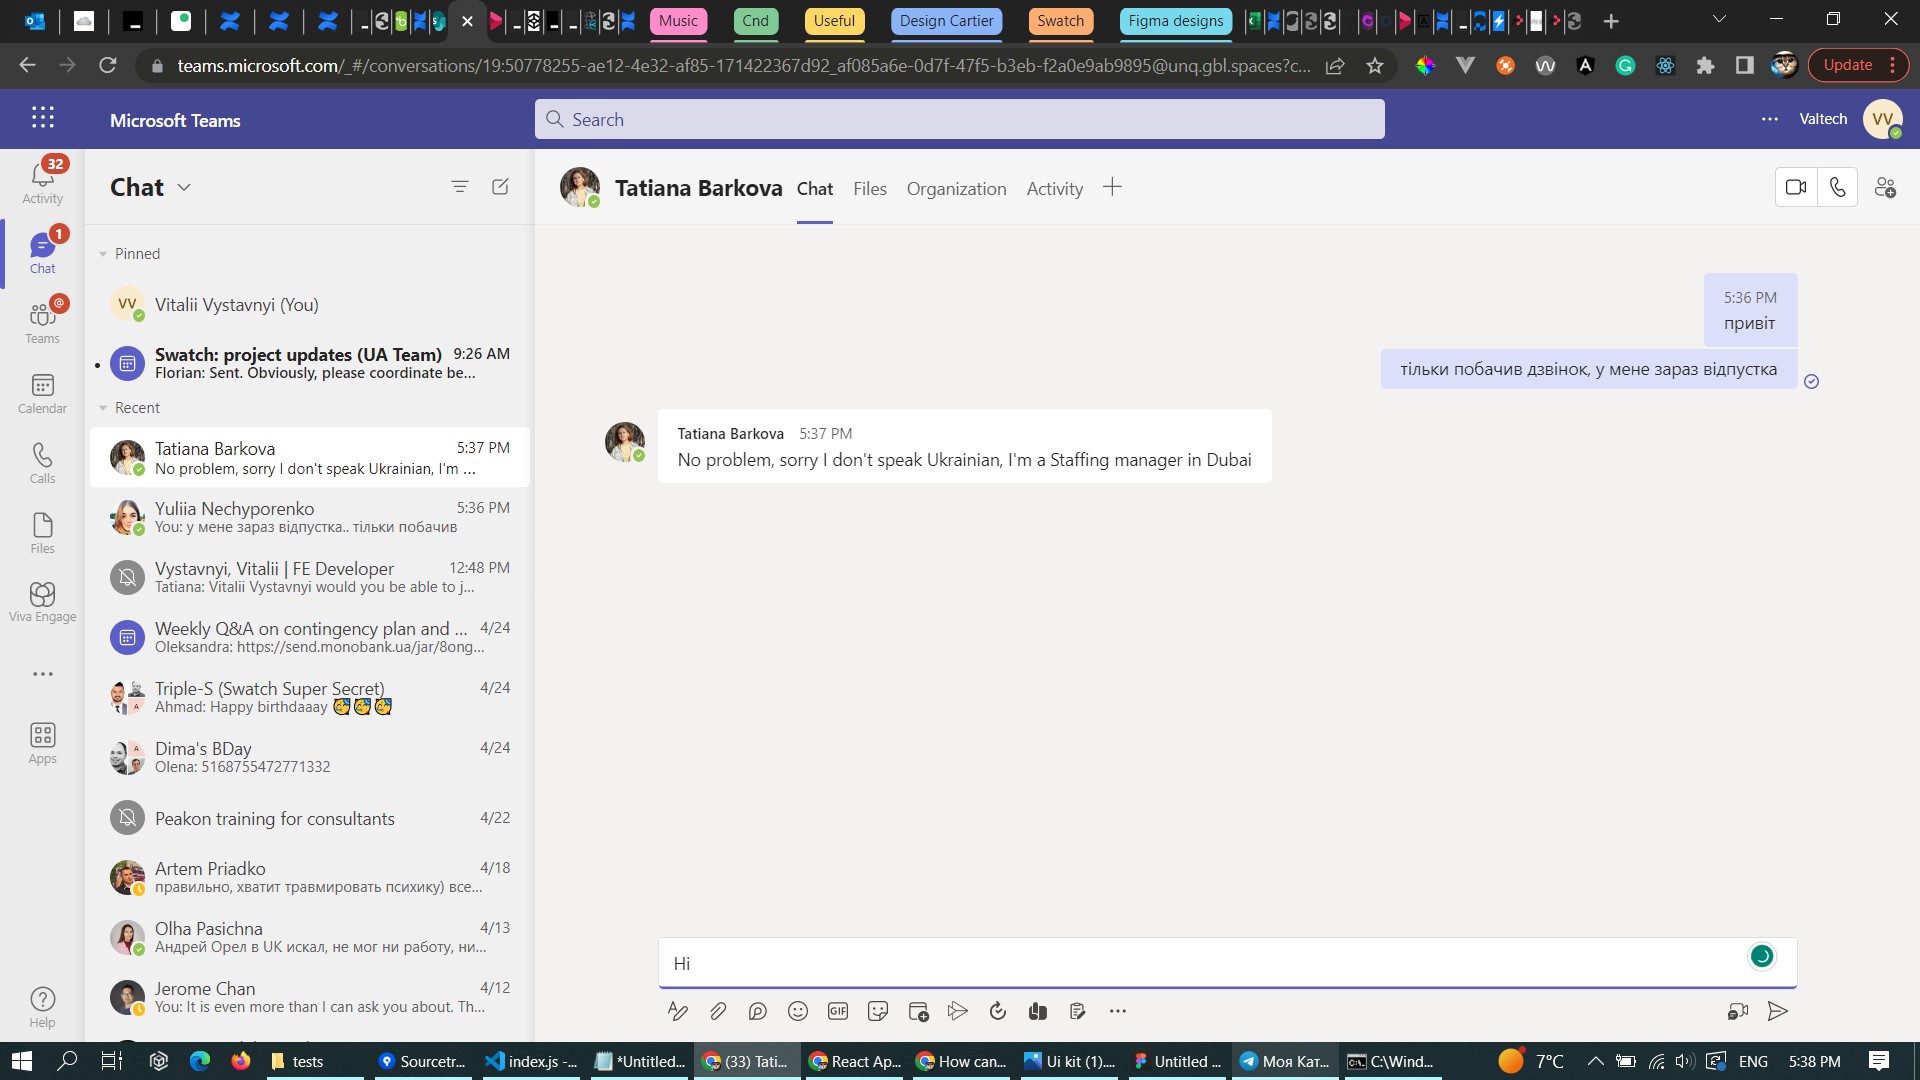 Music
Cnd
Useful
Design Cartier
Swatch
Figma designs
teams.microsoft.com/_#/conversations/19:50778255-ae12-4e32-af85-171422367d92_af085a6e-0d7f-47f5-b3eb-f2a0e9ab9895@unq.gbl.spaces?c...
Update
Microsoft Teams
Search
Valtech
VV
32
Activity
1
Chat
@
Teams
Calendar
Calls
Files
Viva Engage
Apps
Help
Chat
Pinned
VV
Vitalii Vystavnyi (You)
Swatch: project updates (UA Team) 9:26 AM
Florian: Sent. Obviously, please coordinate be...
Recent
Tatiana Barkova 5:37 PM
No problem, sorry I don't speak Ukrainian, I'm ...
Yuliia Nechyporenko 5:36 PM
You: у мене зараз відпустка.. тільки побачив
Vystavnyi, Vitalii | FE Developer 12:48 PM
Tatiana: Vitalii Vystavnyi would you be able to j...
Weekly Q&A on contingency plan and ... 4/24
Oleksandra: https://send.monobank.ua/jar/8ong...
Triple-S (Swatch Super Secret) 4/24
A
Ahmad: Happy birthdaaay 🥳🥳🥳
Dima's BDay 4/24
A
Olena: 5168755472771332
Peakon training for consultants 4/22
Artem Priadko 4/18
правильно, хватит травмировать психику) все...
Olha Pasichna 4/13
Андрей Орел в UK искал, не мог ни работу, ни...
Jerome Chan 4/12
You: It is even more than I can ask you about. Th...
Tatiana Barkova
Chat
Files
Organization
Activity
5:36 PM
привіт
тільки побачив дзвінок, у мене зараз відпустка
Tatiana Barkova 5:37 PM
No problem, sorry I don't speak Ukrainian, I'm a Staffing manager in Dubai
Hi
GIF
tests
Sourcetr...
index.js -...
*Untitled...
(33) Tati...
React Ap...
How can...
Ui kit (1)....
Untitled ...
Моя Кат...
C:\Wind...
7°C
ENG
5:38 PM